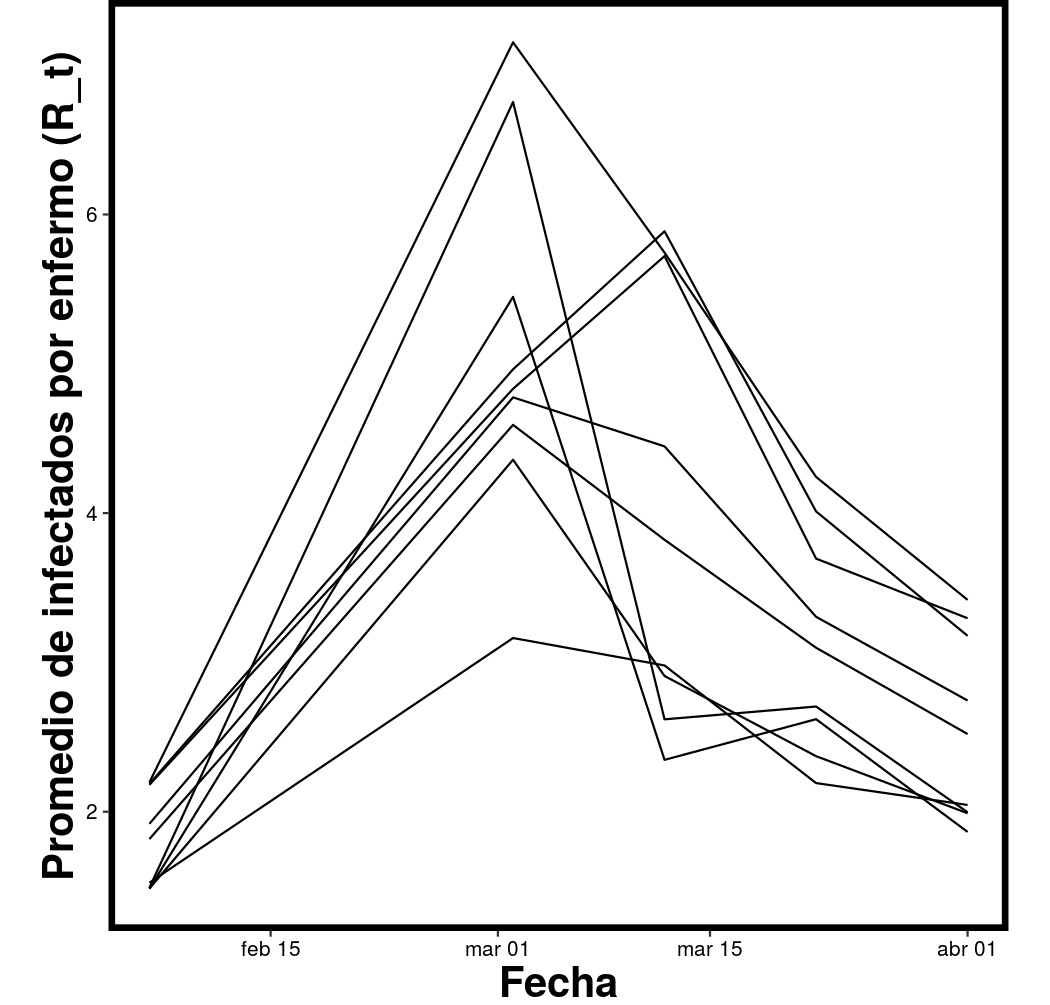 Promedio de infectados por enfermo (R_t)
6
4
2
feb 15
mar 01
mar 15
abr 01
Fecha